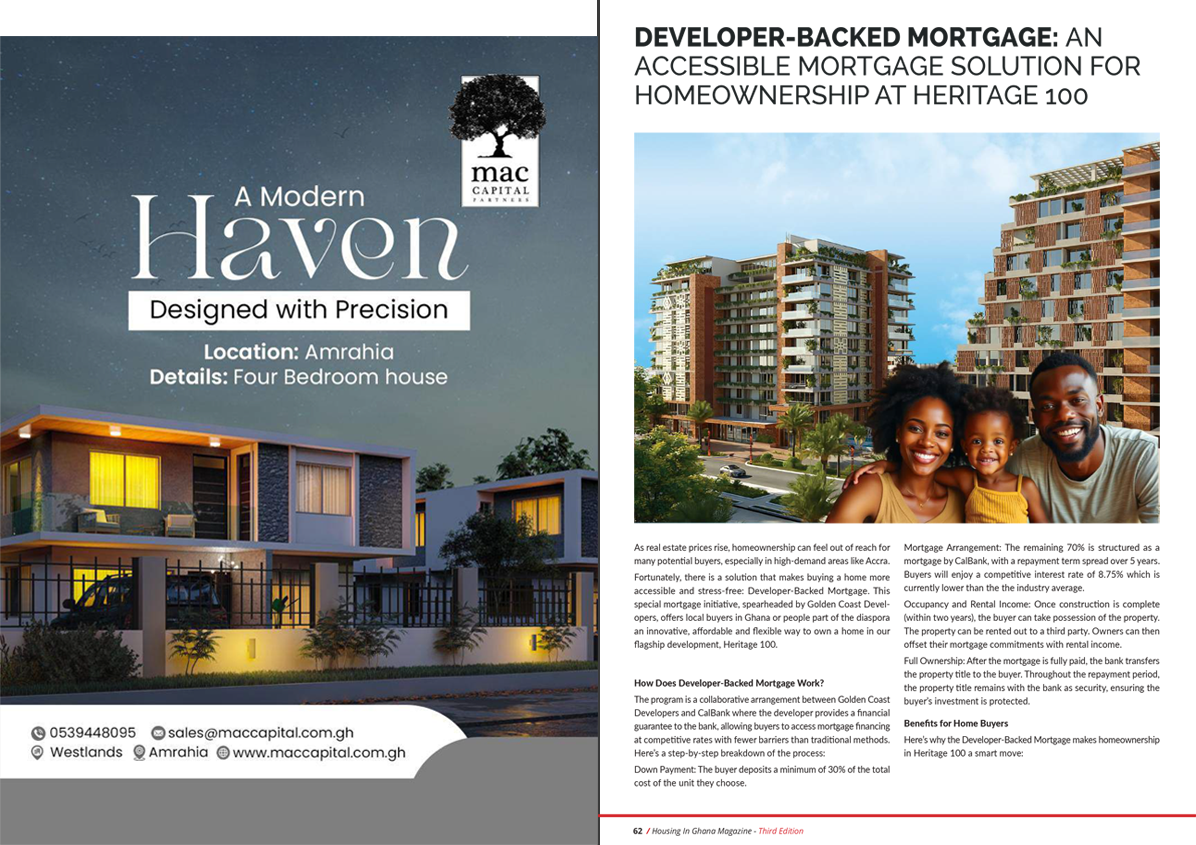 mac
CAPITAL
PARTNERS
A Modern
Haven
Designed with Precision
Location: Amrahia
Details: Four Bedroom house
0539448095 sales@maccapital.com.gh
Westlands Amrahia www.maccapital.com.gh
DEVELOPER-BACKED MORTGAGE: AN
ACCESSIBLE MORTGAGE SOLUTION FOR
HOMEOWNERSHIP AT HERITAGE 100
As real estate prices rise, homeownership can feel out of reach for
many potential buyers, especially in high-demand areas like Accra.
Fortunately, there is a solution that makes buying a home more
accessible and stress-free: Developer-Backed Mortgage. This
special mortgage initiative, spearheaded by Golden Coast Devel-
opers, offers local buyers in Ghana or people part of the diaspora
an innovative, affordable and flexible way to own a home in our
flagship development, Heritage 100.
How Does Developer-Backed Mortgage Work?
The program is a collaborative arrangement between Golden Coast
Developers and CalBank where the developer provides a financial
guarantee to the bank, allowing buyers to access mortgage financing
at competitive rates with fewer barriers than traditional methods.
Here's a step-by-step breakdown of the process:
Down Payment: The buyer deposits a minimum of 30% of the total
cost of the unit they choose.
Mortgage Arrangement: The remaining 70% is structured as a
mortgage by CalBank, with a repayment term spread over 5 years.
Buyers will enjoy a competitive interest rate of 8.75% which is
currently lower than the the industry average.
Occupancy and Rental Income: Once construction is complete
(within two years), the buyer can take possession of the property.
The property can be rented out to a third party. Owners can then
offset their mortgage commitments with rental income.
Full Ownership: After the mortgage is fully paid, the bank transfers
the property title to the buyer. Throughout the repayment period,
the property title remains with the bank as security, ensuring the
buyer's investment is protected.
Benefits for Home Buyers
Here's why the Developer-Backed Mortgage makes homeownership
in Heritage 100 a smart move:
62 / Housing In Ghana Magazine - Third Edition